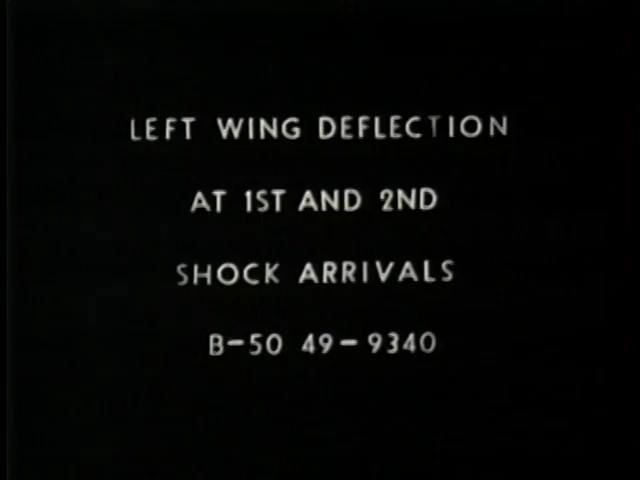 LEFT WING DEFLECTION
AT 1ST AND 2ND
SHOCK ARRIVALS
B-50 49-9340